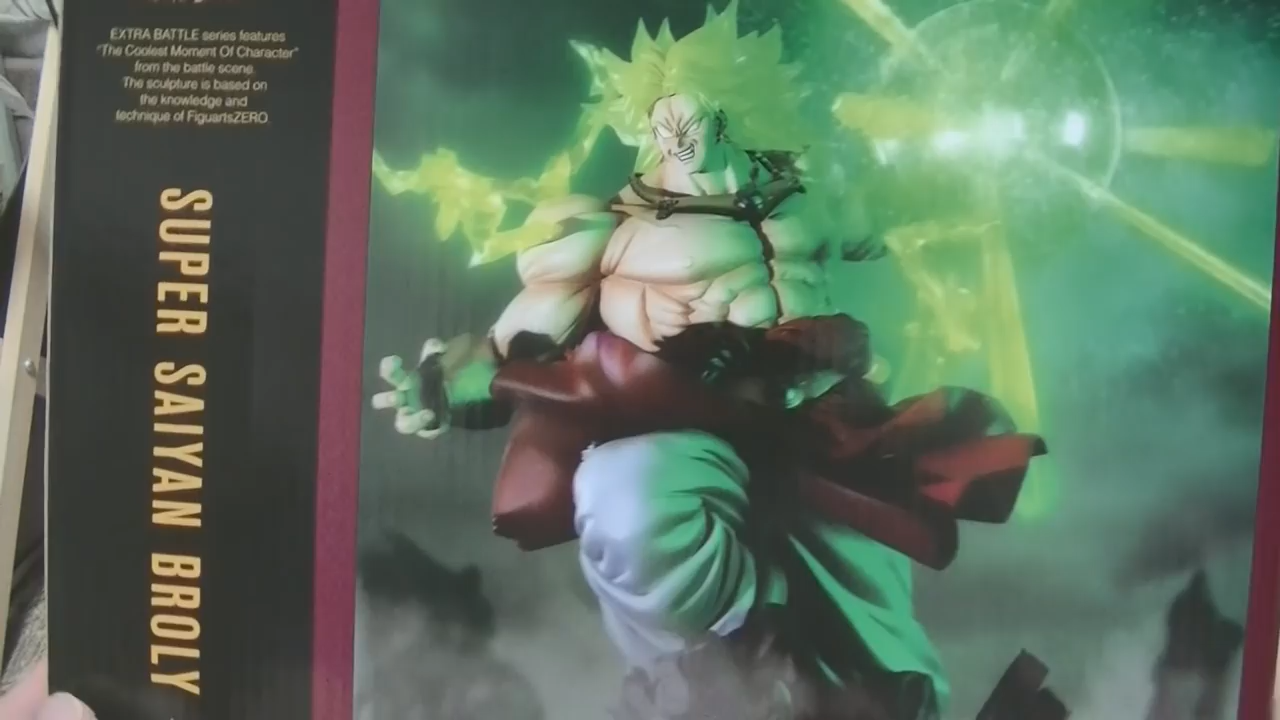 EXTRA BATTLE series features
"The Coolest Moment Of Character"
from the battle scene.
The sculpture is based on
the knowledge and
technique of FiguartsZERO.
SUPER SAIYAN BROLY